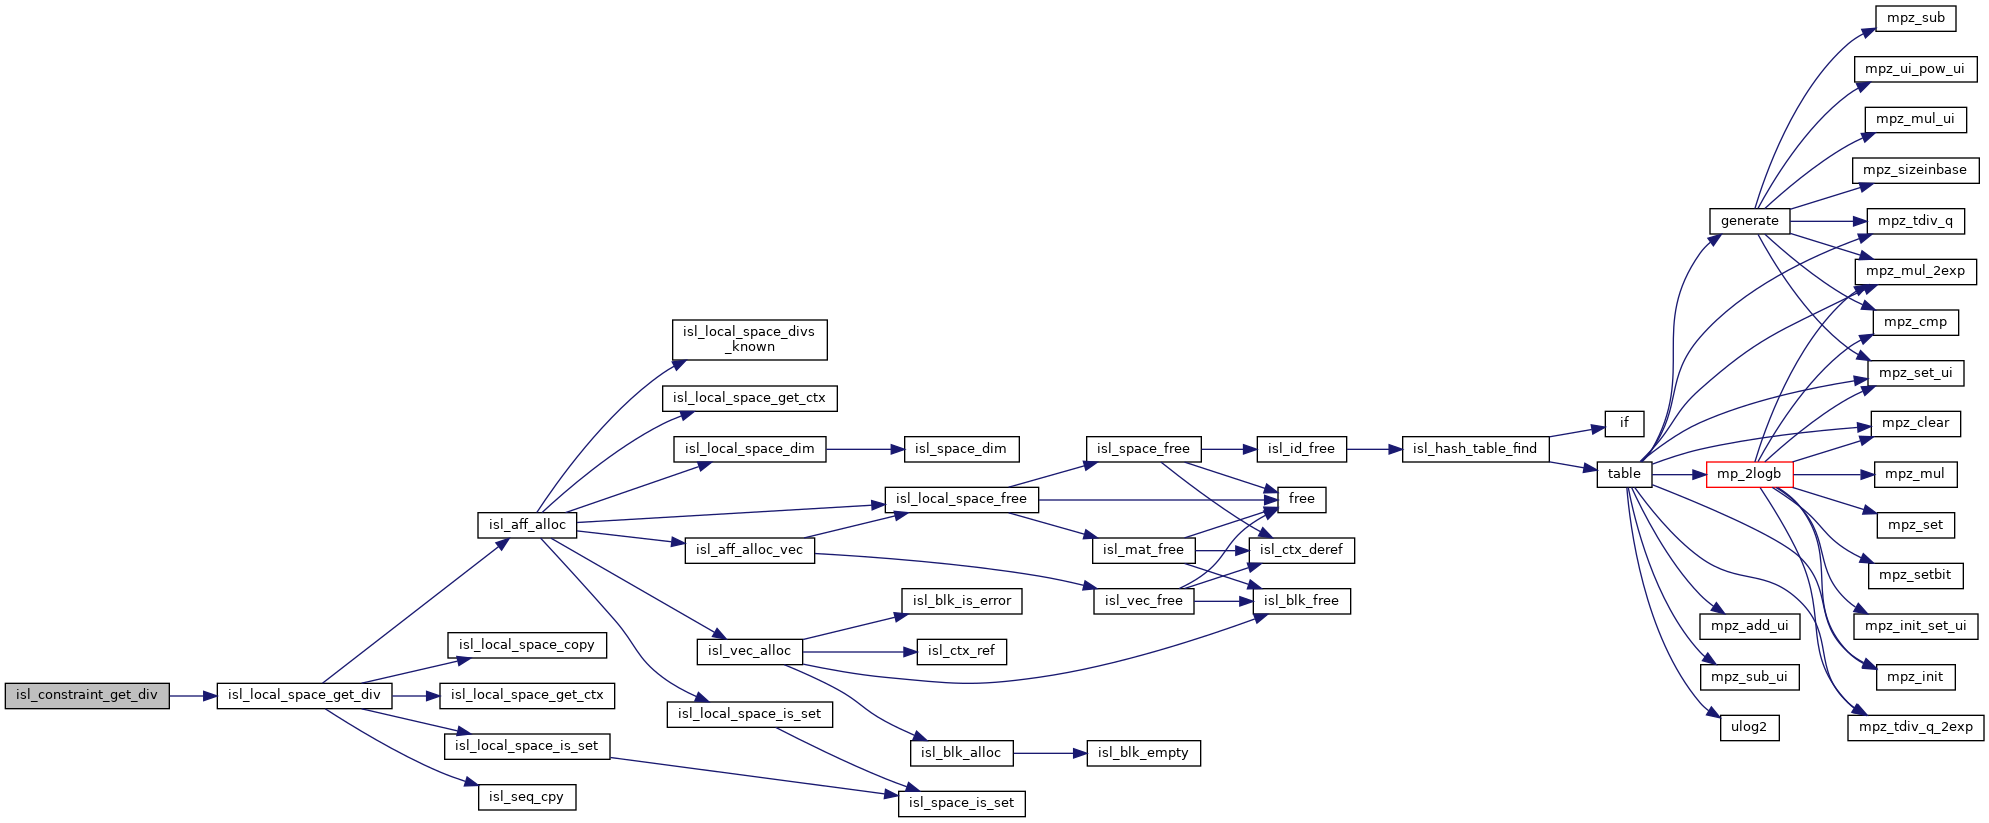 mpz_sub
mpz_ui_pow_ui
mpz_mul_ui
mpz_sizeinbase
generate
mpz_tdiv_q
mpz_mul_2exp
mpz_cmp
isl_local_space_divs
_known
mpz_set_ui
isl_local_space_get_ctx
if
mpz_clear
isl_local_space_dim
isl_space_dim
isl_space_free
isl_id_free
isl_hash_table_find
table
mp_2logb
mpz_mul
isl_local_space_free
free
isl_aff_alloc
mpz_set
isl_aff_alloc_vec
isl_mat_free
isl_ctx_deref
mpz_setbit
isl_blk_is_error
isl_vec_free
isl_blk_free
mpz_add_ui
mpz_init_set_ui
isl_local_space_copy
isl_vec_alloc
isl_ctx_ref
mpz_sub_ui
mpz_init
isl_constraint_get_div
isl_local_space_get_div
isl_local_space_get_ctx
isl_local_space_is_set
ulog2
mpz_tdiv_q_2exp
isl_local_space_is_set
isl_blk_alloc
isl_blk_empty
isl_seq_cpy
isl_space_is_set